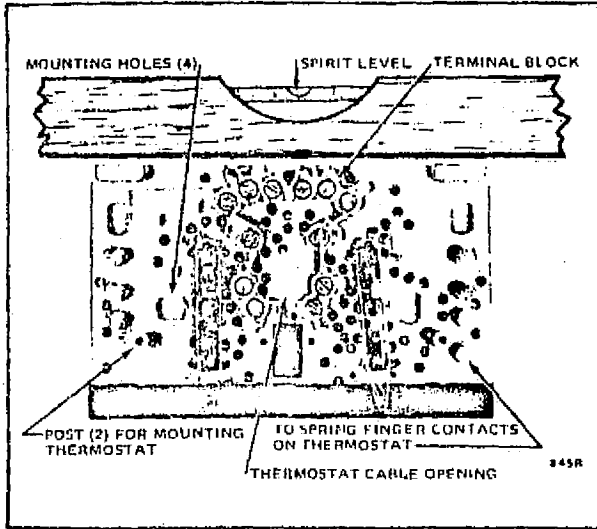 MOUNTING HOLES (4)
SPIRIT LEVEL
TERMINAL BLOCK
POST (2) FOR MOUNTING
THERMOSTAT
TO SPRING FINGER CONTACTS
ON THERMOSTAT
THERMOSTAT CABLE OPENING
845R